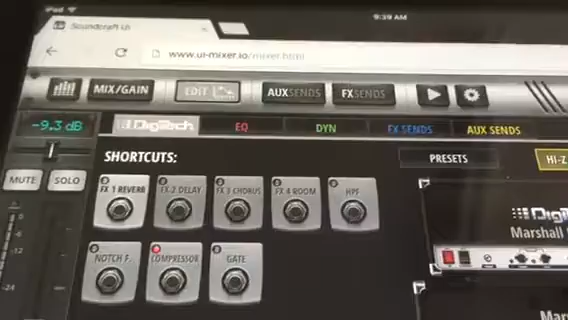 iPad
9:39 AM
Soundcraft Ui
www.ui-mixer.io/mixer.html
MIX/GAIN
EDIT
AUXSENDS
FXSENDS
-9.3 dB
DigiTech
EQ
DYN
FX SENDS
AUX SENDS
SHORTCUTS:
PRESETS
HI-Z
MUTE
SOLO
FX 1 REVERB
FX 2 DELAY
FX 3 CHORUS
FX 4 ROOM
HPF
DigiTech
Marshall
0
-6
-12
-24
NOTCH F.
COMPRESSOR
GATE